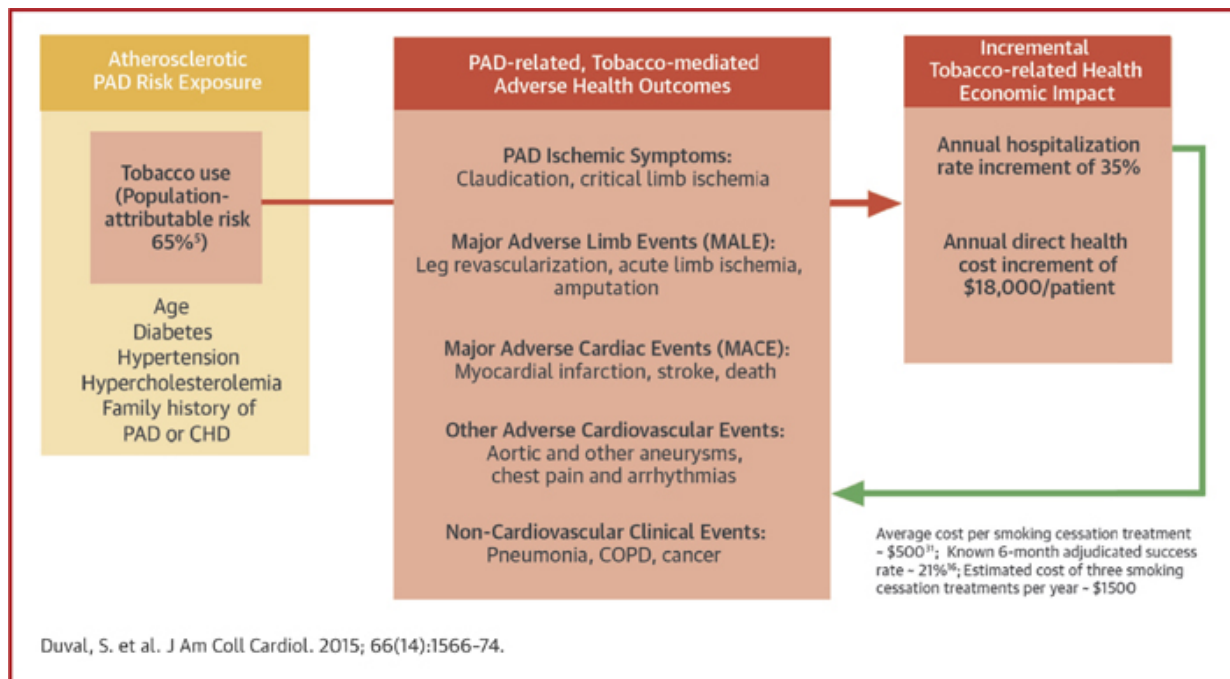 Atherosclerotic
PAD Risk Exposure
Tobacco use
(Population-
attributable risk
65%⁵)
Age
Diabetes
Hypertension
Hypercholesterolemia
Family history of
PAD or CHD
PAD-related, Tobacco-mediated
Adverse Health Outcomes
PAD Ischemic Symptoms:
Claudication, critical limb ischemia
Major Adverse Limb Events (MALE):
Leg revascularization, acute limb ischemia,
amputation
Major Adverse Cardiac Events (MACE):
Myocardial infarction, stroke, death
Other Adverse Cardiovascular Events:
Aortic and other aneurysms,
chest pain and arrhythmias
Non-Cardiovascular Clinical Events:
Pneumonia, COPD, cancer
Incremental
Tobacco-related Health
Economic Impact
Annual hospitalization
rate increment of 35%
Annual direct health
cost increment of
$18,000/patient
Average cost per smoking cessation treatment
~ $500³¹; Known 6-month adjudicated success
rate ~ 21%¹⁶; Estimated cost of three smoking
cessation treatments per year ~ $1500
Duval, S. et al. J Am Coll Cardiol. 2015; 66(14):1566-74.